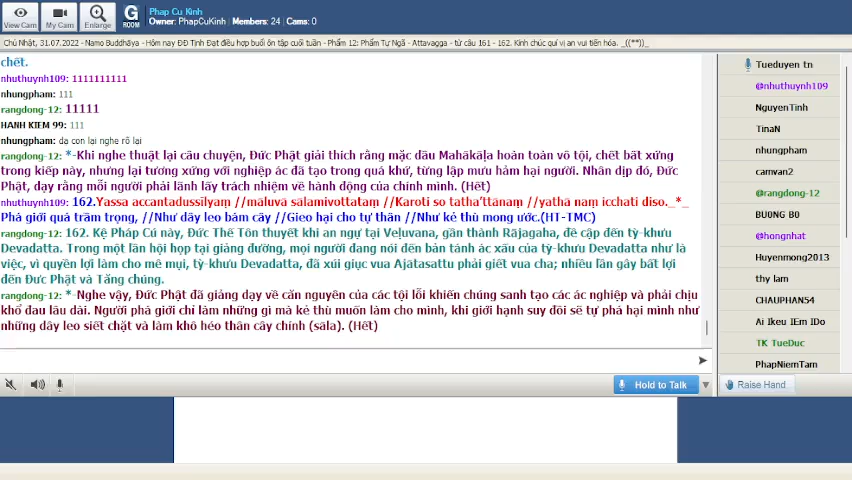 View Cam
My Cam
Enlarge
G
ROOM
Phap Cu Kinh
Owner: PhapCuKinh | Members: 24 | Cams: 0
Chủ Nhật, 31.07.2022 - Namo Buddhāya - Hôm nay ĐĐ Tịnh Đạt điều hợp buổi ôn tập cuối tuần - Phẩm 12: Phẩm Tự Ngã - Attavagga - từ câu 161 - 162. Kính chúc quí vị an vui tiến hóa. _((**))_
chết.
nhuthuynh109: 1111111111
nhungpham: 111
rangdong-12: 11111
HANH KIEM 99: 111
nhungpham: dạ con lại nghe rõ lại
rangdong-12: *-Khi nghe thuật lại câu chuyện, Đức Phật giải thích rằng mặc dầu Mahākāḷa hoàn toàn vô tội, chết bất xứng
trong kiếp này, nhưng lại tương xứng với nghiệp ác đã tạo trong quá khứ, từng lập mưu hảm hại người. Nhân dịp đó, Đức
Phật, dạy rằng mỗi người phải lãnh lấy trách nhiệm về hành động của chính mình. (Hết)
nhuthuynh109: 162.Yassa accantadussīlyaṃ //māluvā sālamivottataṃ //Karoti so tatha'ttānaṃ //yathā naṃ icchati diso._*_
Phá giới quá trầm trọng, //Như dây leo bám cây //Gieo hại cho tự thân //Như kẻ thù mong ước.(HT-TMC)
rangdong-12: 162. Kệ Pháp Cú này, Đức Thế Tôn thuyết khi an ngự tại Veḷuvana, gần thành Rājagaha, đề cập đến tỳ-khưu
Devadatta. Trong một lần hội họp tại giảng đường, mọi người đang nói đến bản tánh ác xấu của tỳ-khưu Devadatta như là
việc, vì quyền lợi làm cho mê mụi, tỳ-khưu Devadatta, đã xúi giục vua Ajātasattu phải giết vua cha; nhiều lần gây bất lợi
đến Đưc Phật và Tăng chúng.
rangdong-12: *-Nghe vậy, Đức Phật đã giảng dạy về căn nguyên của các tội lỗi khiến chúng sanh tạo các ác nghiệp và phải chịu
khổ đau lâu dài. Người phá giới chỉ làm những gì mà kẻ thù muốn làm cho mình, khi giới hạnh suy đồi sẽ tự phá hại mình như
những dây leo siết chặt và làm khô héo thân cây chính (sāla). (Hết)
Hold to Talk
Tueduyen tn
@nhuthuynh109
NguyenTinh
TinaN
nhungpham
camvan2
@rangdong-12
BU0NG B0
@hongnhat
Huyenmong2013
thy lam
CHAUPHAN54
Ai Ikeu IEm IDo
TK TueDuc
PhapNiemTam
Raise Hand